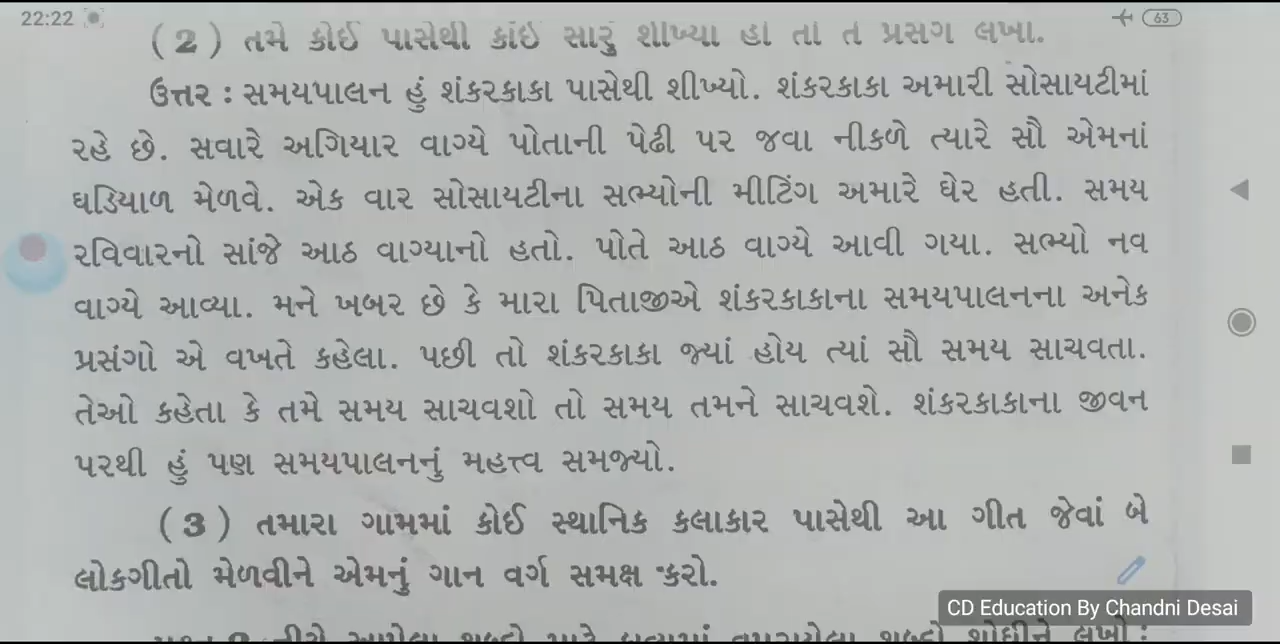 22:22
63
(2) તમે કોઈ પાસેથી કાંઈ સારું શીખ્યા હો તો તે પ્રસંગ લખો.
ઉત્તર : સમયપાલન હું શંકરકાકા પાસેથી શીખ્યો. શંકરકાકા અમારી સોસાયટીમાં
રહે છે. સવારે અગિયાર વાગ્યે પોતાની પેઢી પર જવા નીકળે ત્યારે સૌ એમનાં
ઘડિયાળ મેળવે. એક વાર સોસાયટીના સભ્યોની મીટિંગ અમારે ઘેર હતી. સમય
રવિવારનો સાંજે આઠ વાગ્યાનો હતો. પોતે આઠ વાગ્યે આવી ગયા. સભ્યો નવ
વાગ્યે આવ્યા. મને ખબર છે કે મારા પિતાજીએ શંકરકાકાના સમયપાલનના અનેક
પ્રસંગો એ વખતે કહેલા. પછી તો શંકરકાકા જ્યાં હોય ત્યાં સૌ સમય સાચવતા.
તેઓ કહેતા કે તમે સમય સાચવશો તો સમય તમને સાચવશે. શંકરકાકાના જીવન
પરથી હું પણ સમયપાલનનું મહત્ત્વ સમજ્યો.
(3) તમારા ગામમાં કોઈ સ્થાનિક કલાકાર પાસેથી આ ગીત જેવાં બે
લોકગીતો મેળવીને એમનું ગાન વર્ગ સમક્ષ કરો.
CD Education By Chandni Desai